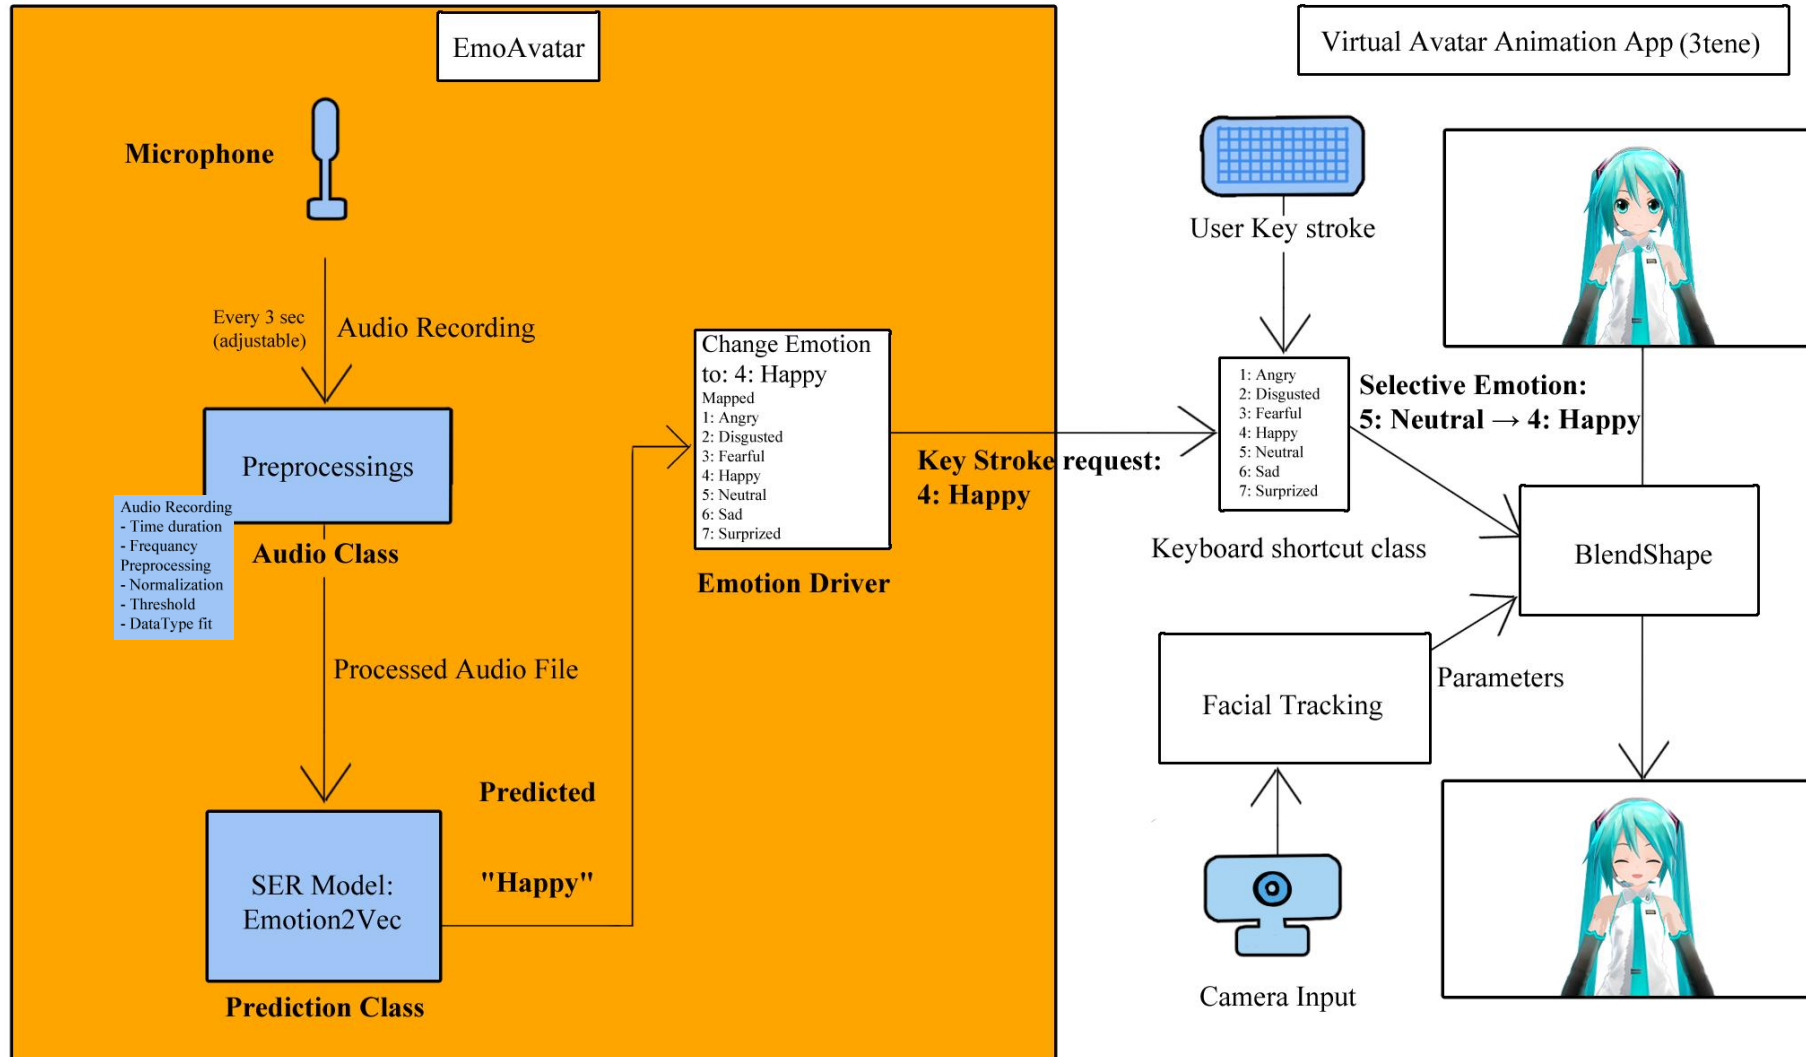 EmoAvatar
Microphone
Every 3 sec
(adjustable)
Audio Recording
Preprocessings
Audio Recording
- Time duration
- Frequancy
Preprocessing
- Normalization
- Threshold
- DataType fit
Audio Class
Processed Audio File
SER Model:
Emotion2Vec
Prediction Class
Predicted
"Happy"
Change Emotion
to: 4: Happy
Mapped
1: Angry
2: Disgusted
3: Fearful
4: Happy
5: Neutral
6: Sad
7: Surprized
Emotion Driver
Key Stroke request:
4: Happy
Virtual Avatar Animation App (3tene)
User Key stroke
1: Angry
2: Disgusted
3: Fearful
4: Happy
5: Neutral
6: Sad
7: Surprized
Keyboard shortcut class
Selective Emotion:
5: Neutral → 4: Happy
BlendShape
Facial Tracking
Parameters
Camera Input